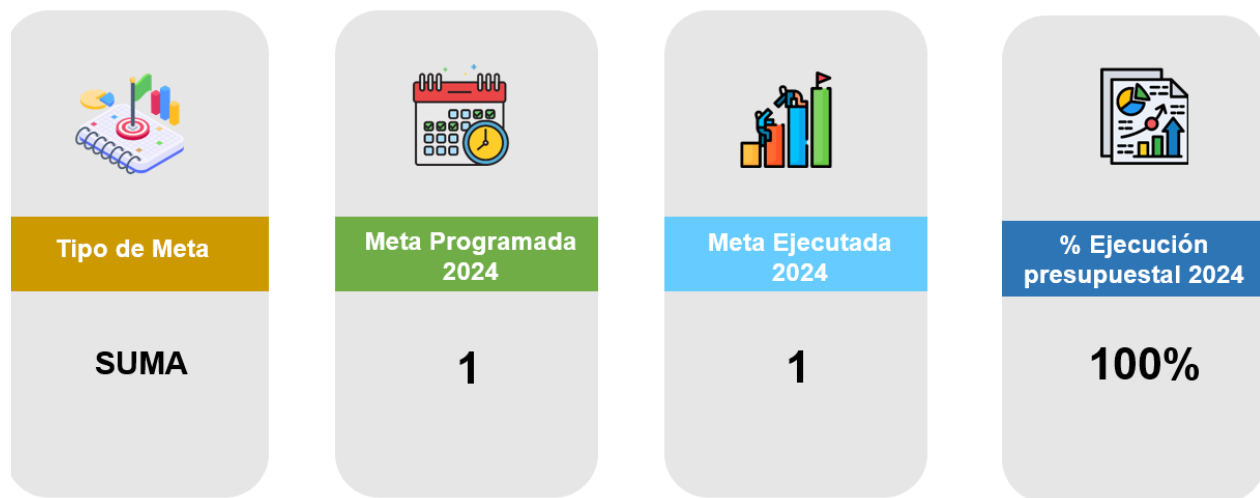 Tipo de Meta
SUMA
Meta Programada
2024
1
Meta Ejecutada
2024
1
% Ejecución
presupuestal 2024
100%